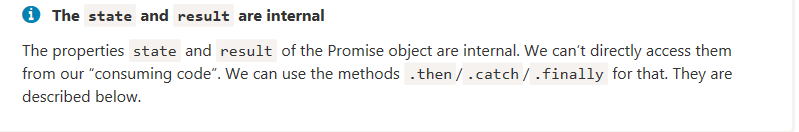 The state and result are internal
The properties state and result of the Promise object are internal. We can’t directly access them
from our “consuming code”. We can use the methods .then/.catch/.finally for that. They are
described below.